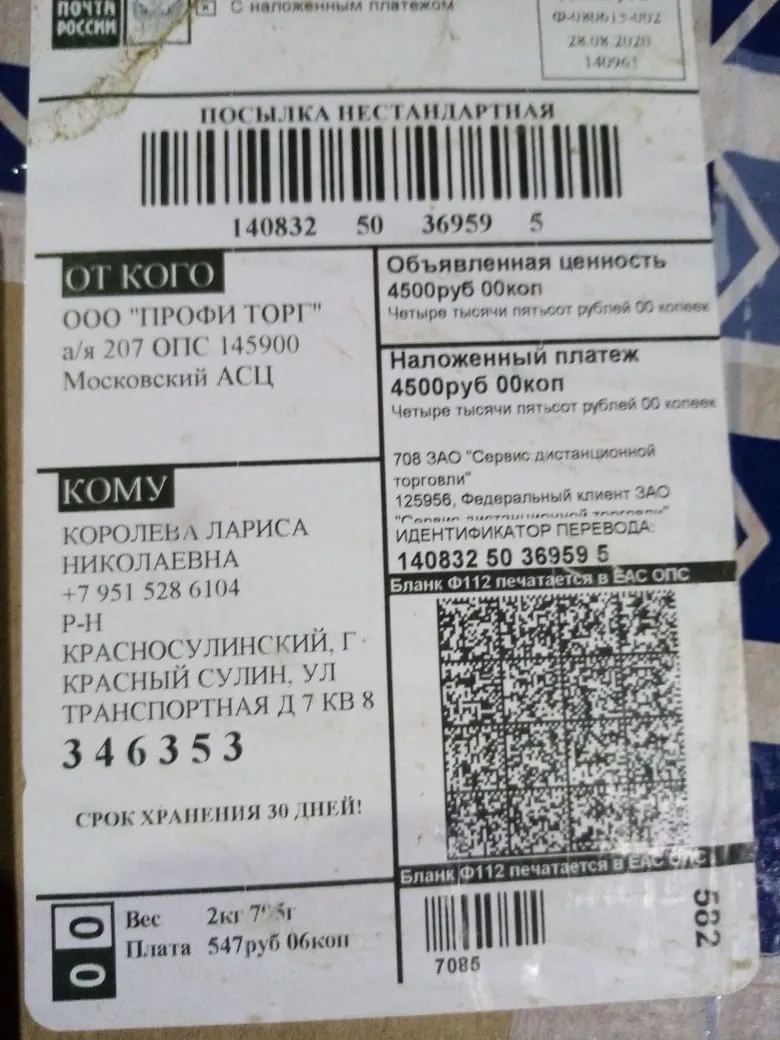 ПОЧТА
РОССИИ
С наложенным платежом
28.08.2020
140961
ПОСЫЛКА НЕСТАНДАРТНАЯ
140832 50 36959 5
ОТ КОГО
ООО "ПРОФИ ТОРГ"
а/я 207 ОПС 145900
Московский АСЦ
Объявленная ценность
4500руб 00коп
Четыре тысячи пятьсот рублей 00 копеек
Наложенный платеж
4500руб 00коп
Четыре тысячи пятьсот рублей 00 копеек
708 ЗАО "Сервис дистанционной
торговли"
125956, Федеральный клиент ЗАО
"Сервис дистанционной торговли"
ИДЕНТИФИКАТОР ПЕРЕВОДА:
140832 50 36959 5
Бланк Ф112 печатается в ЕАС ОПС
КОМУ
КОРОЛЕВА ЛАРИСА
НИКОЛАЕВНА
+7 951 528 6104
Р-Н
КРАСНОСУЛИНСКИЙ, Г
КРАСНЫЙ СУЛИН, УЛ
ТРАНСПОРТНАЯ Д 7 КВ 8
346353
СРОК ХРАНЕНИЯ 30 ДНЕЙ!
Бланк Ф112 печатается в ЕАС ОПС
00
Вес 2кг
Плата 547руб 06коп
7085
582